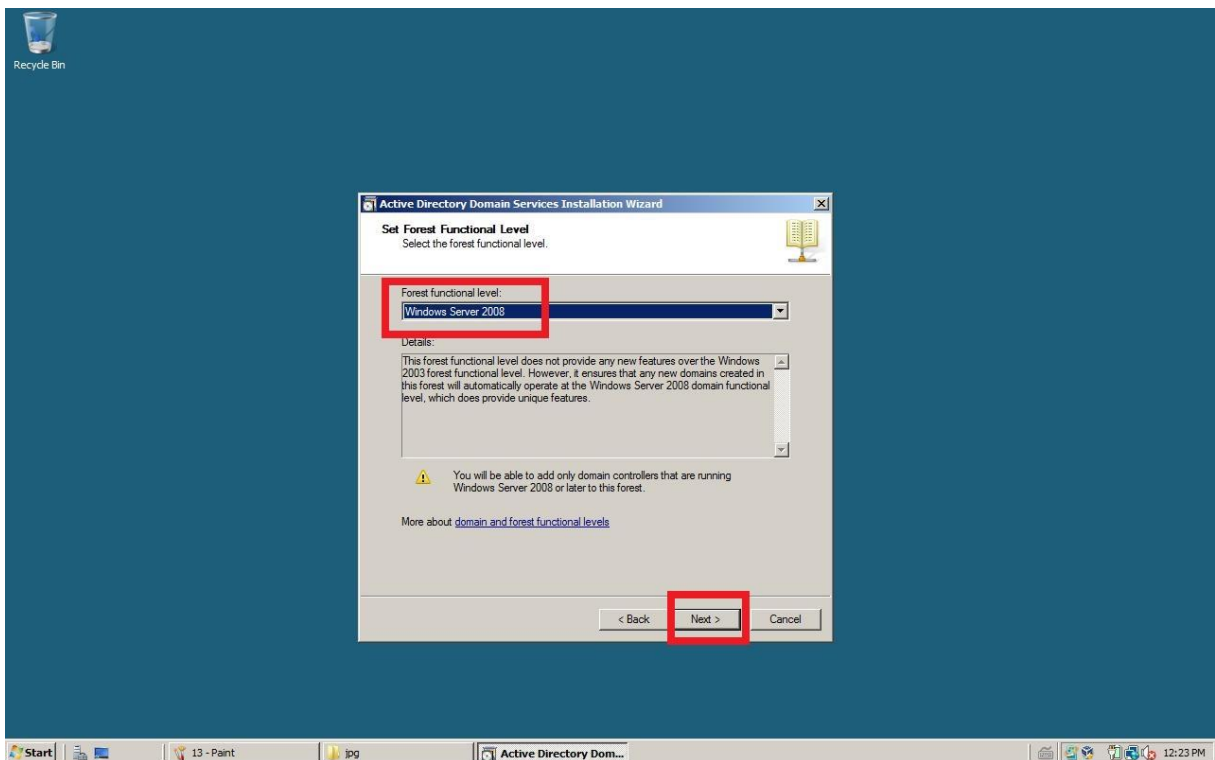 Recycle Bin
Active Directory Domain Services Installation Wizard
Set Forest Functional Level
Select the forest functional level.
Forest functional level:
Windows Server 2008
Details:
This forest functional level does not provide any new features over the Windows
2003 forest functional level. However, it ensures that any new domains created in
this forest will automatically operate at the Windows Server 2008 domain functional
level, which does provide unique features.
You will be able to add only domain controllers that are running
Windows Server 2008 or later to this forest.
More about domain and forest functional levels
< Back Next > Cancel
Start 13 - Paint jpg Active Directory Dom... 12:23 PM